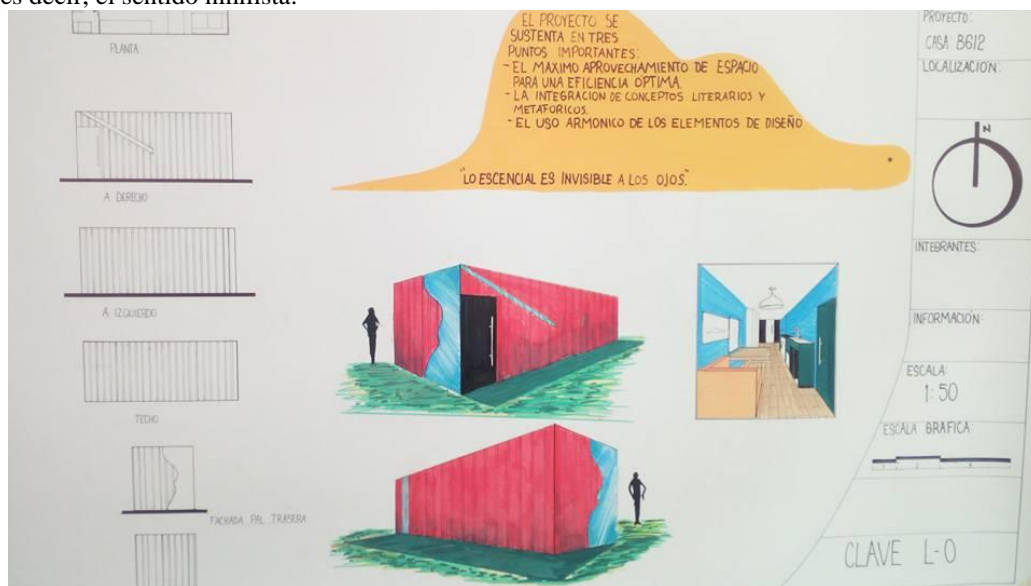 es decir, el sentido mimista.
PLANTA
A. DERECHO
A. IZQUIERDO
TECHO
FACHADA PAL. TRASERA
EL PROYECTO SE
SUSTENTA EN TRES
PUNTOS IMPORTANTES:
- EL MAXIMO APROVECHAMIENTO DE ESPACIO
PARA UNA EFICIENCIA OPTIMA.
- LA INTEGRACION DE CONCEPTOS LITERARIOS Y
METAFORICOS.
- EL USO ARMONICO DE LOS ELEMENTOS DE DISEÑO
"LO ESCENCIAL ES INVISIBLE A LOS OJOS."
PROYECTO:
CASA B612
LOCALIZACIÓN:
N
INTEGRANTES:
INFORMACIÓN:
ESCALA:
1:50
ESCALA GRAFICA:
CLAVE L-0